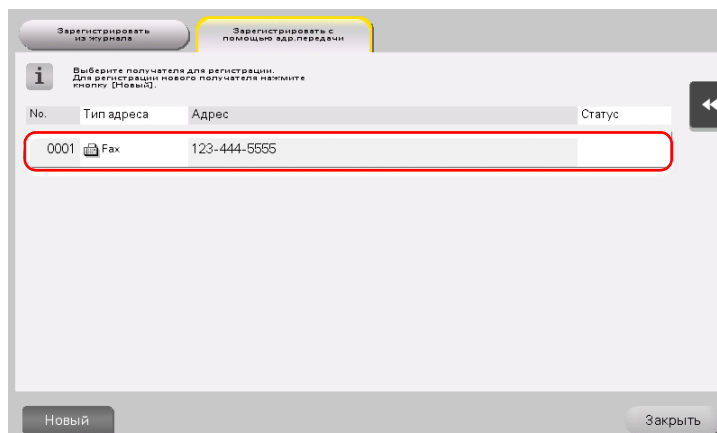 Зарегистрировать
из журнала
Зарегистрировать с
помощью адр.передачи
i
Выберите получателя для регистрации.
Для регистрации нового получателя нажмите
кнопку [Новый].
No. Тип адреса Адрес Статус
0001 Fax 123-444-5555
Новый Закрыть